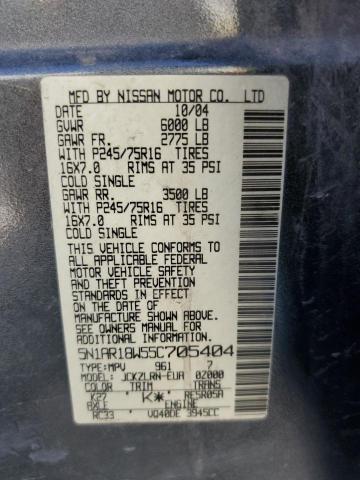 MFD BY NISSAN MOTOR CO. LTD
DATE 10/04
GVWR 6000 LB
GAWR FR. 2775 LB
WITH P245/75R16 TIRES
16X7.0 RIMS AT 35 PSI
COLD SINGLE
GAWR RR. 3500 LB
WITH P245/75R16 TIRES
16X7.0 RIMS AT 35 PSI
COLD SINGLE
THIS VEHICLE CONFORMS TO
ALL APPLICABLE FEDERAL
MOTOR VEHICLE SAFETY
AND THEFT PREVENTION
STANDARDS IN EFFECT ON
THE DATE OF MANUFACTURE
SHOWN ABOVE
SEE OWNERS MANUAL FOR
ADDITIONAL INFORMATION
5N1AR18W55C705404
TYPE:MPV 961 7
MODEL: JCKZLRN-EUA 02000
COLOR TRIM TRANS
K27 K* RE5R05A
AXLE ENGINE
RC33 VQ40DE 3945CC